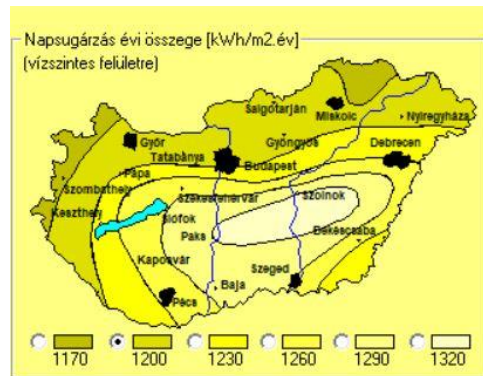 Napsugárzás évi összege [kWh/m2.év]
(vízszintes felületre)
Salgótarján
Miskolc
Nyíregyháza
Győr
Gyöngyös
Debrecen
Tatabánya
Budapest
Pápa
Szombathely
Székesfehérvár
Szolnok
Keszthely
Siófok
Paks
Békéscsaba
Kaposvár
Szeged
Baja
Pécs
1170 1200 1230 1260 1290 1320